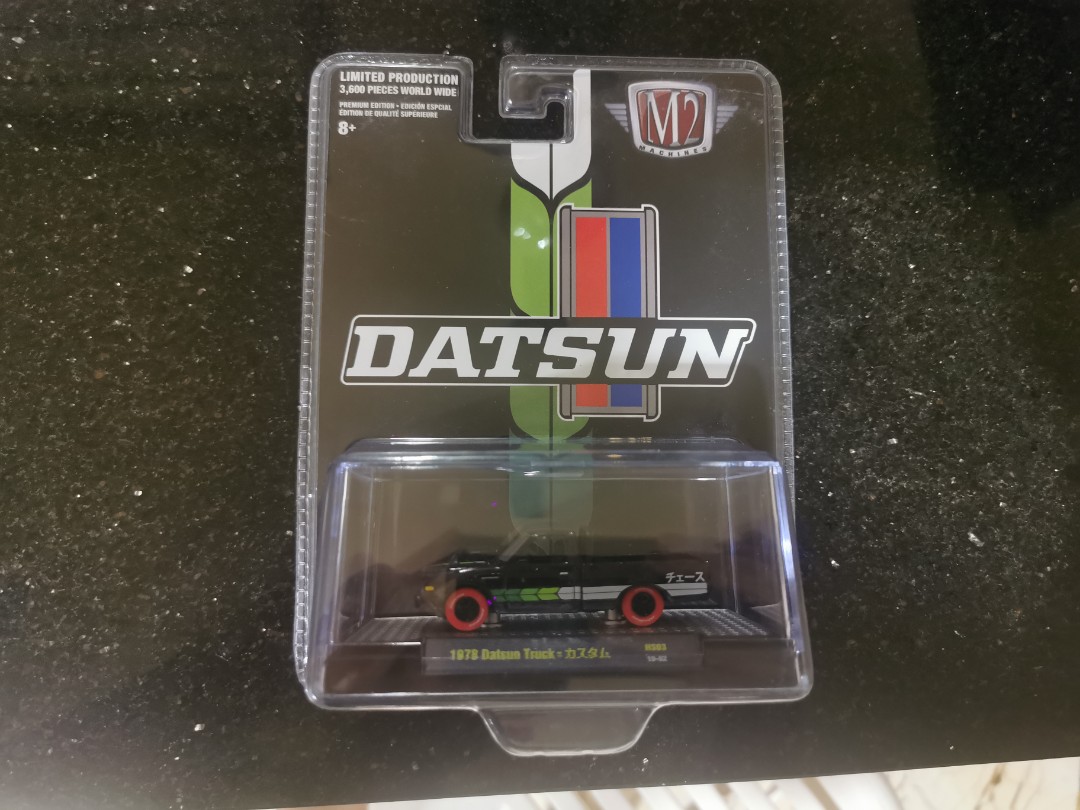 LIMITED PRODUCTION
3,600 PIECES WORLD WIDE
PREMIUM EDITION • EDICIÓN ESPCIAL
ÉDITION DE QUALITÉ SUPÉRIEURE
8+
M2
MACHINES
DATSUN
チェース
1978 Datsun Truck - カスタム
HS03